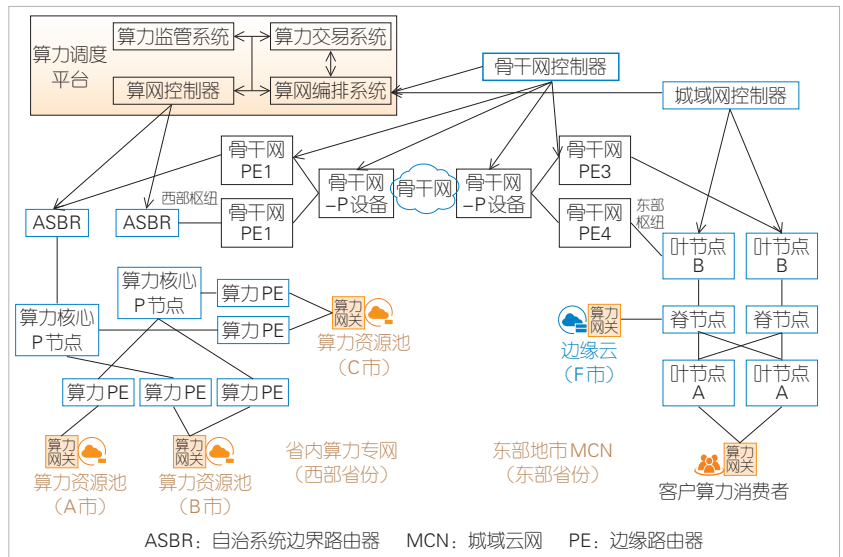 算力调度
平台
算力监管系统
算力交易系统
算网控制器
算网编排系统
骨干网控制器
城域网控制器
骨干网
PE1
骨干网
-P设备
骨干网
骨干网
-P设备
骨干网
PE3
ASBR
ASBR
西部枢纽
骨干网
PE1
骨干网
PE4
东部
枢纽
叶节点
B
叶节点
B
算力核心
P节点
算力PE
算力核心
P节点
算力PE
算力
网关
算力资源池
(C市)
算力
网关
边缘云
(F市)
脊节点
脊节点
算力PE
算力PE
算力PE
叶节点
A
叶节点
A
算力
网关
算力资源池
(A市)
算力
网关
算力资源池
(B市)
省内算力专网
(西部省份)
东部地市MCN
(东部省份)
算力
网关
客户算力消费者
ASBR：自治系统边界路由器 MCN：城域云网 PE：边缘路由器